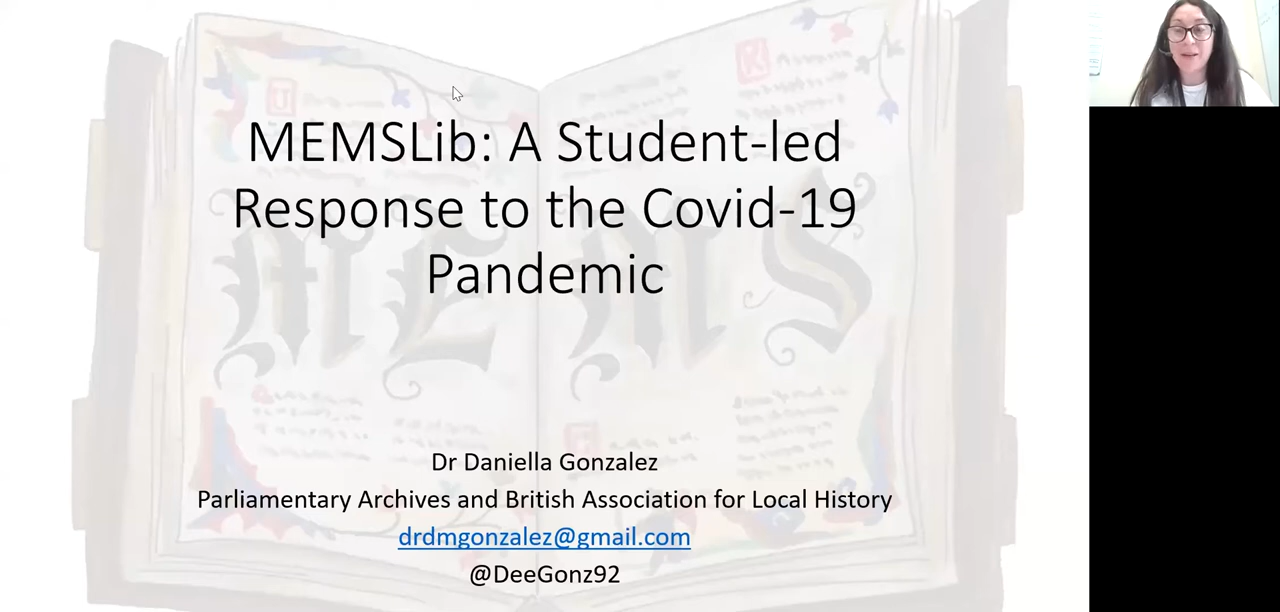 MEMSLib: A Student-led
Response to the Covid-19
Pandemic
MEMS
Dr Daniella Gonzalez
Parliamentary Archives and British Association for Local History
drdmgonzalez@gmail.com
@DeeGonz92